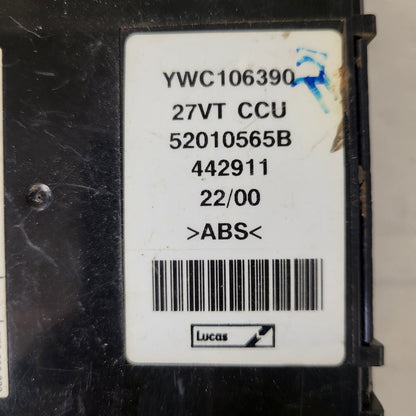 YWC106390
27VT CCU
52010565B
442911
22/00
>ABS<
Lucas